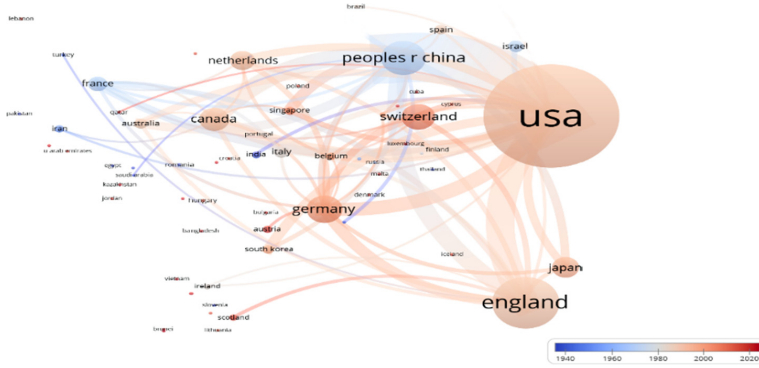 brazil
lebanon
spain
israel
turkey
netherlands
peoples r china
france
poland
cuba
cyprus
usa
pakistan
qatar
singapore
iran
australia
canada
switzerland
portugal
luxembourg
u arab emirates
india
italy
belgium
russia
finland
croatia
egypt
romania
saudi arabia
malta
thailand
kazakhstan
jordan
hungary
denmark
bulgaria
germany
bangladesh
austria
south korea
iceland
japan
vietnam
ireland
slovenia
england
scotland
brunei
lithuania
1940 1960 1980 2000 2020